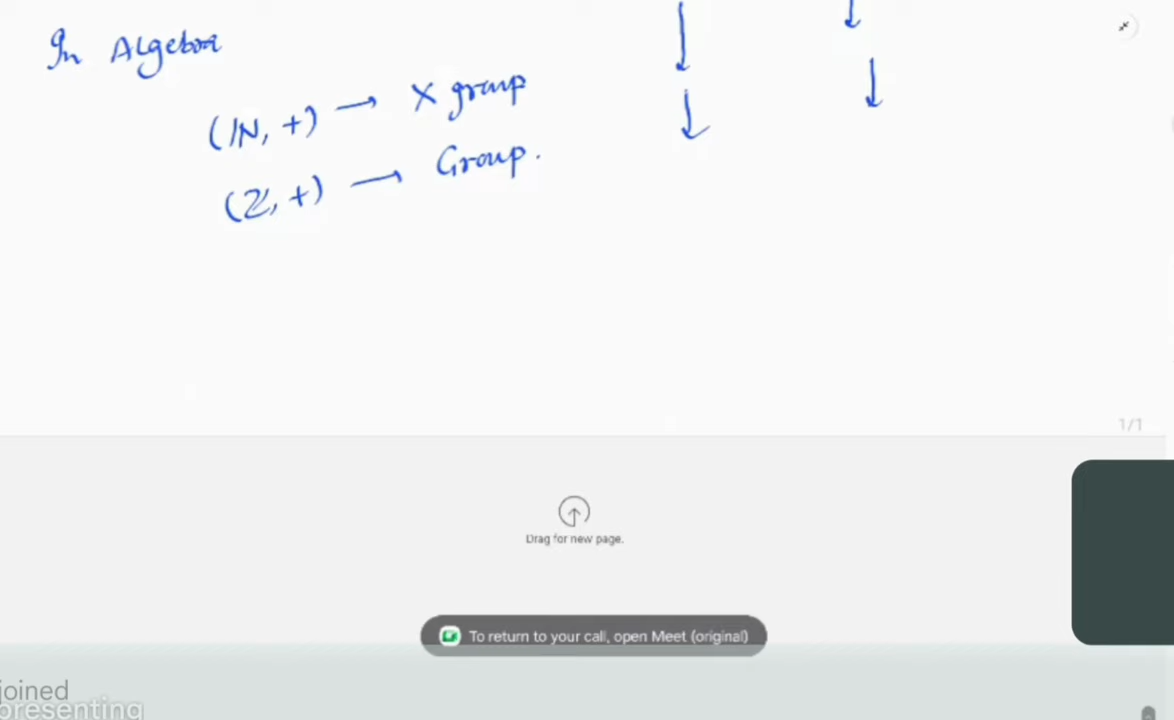 In Algebra
(IN, +) → X group
(Z, +) → Group.
1/1
Drag for new page.
To return to your call, open Meet (original)
joined
presenting